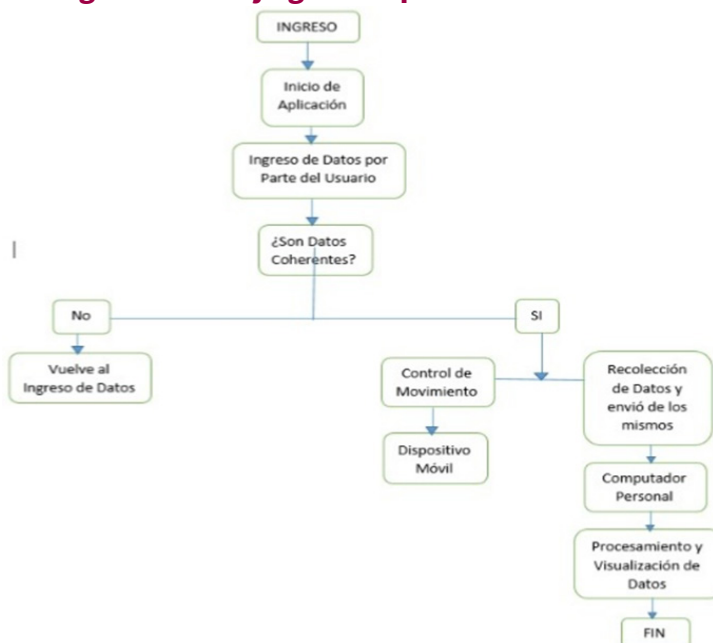 INGRESO
Inicio de
Aplicación
Ingreso de Datos por
Parte del Usuario
¿Son Datos
Coherentes?
No
SI
Vuelve al
Ingreso de Datos
Control de
Movimiento
Recolección
de Datos y
envió de los
mismos
Dispositivo
Móvil
Computador
Personal
Procesamiento y
Visualización de
Datos
FIN